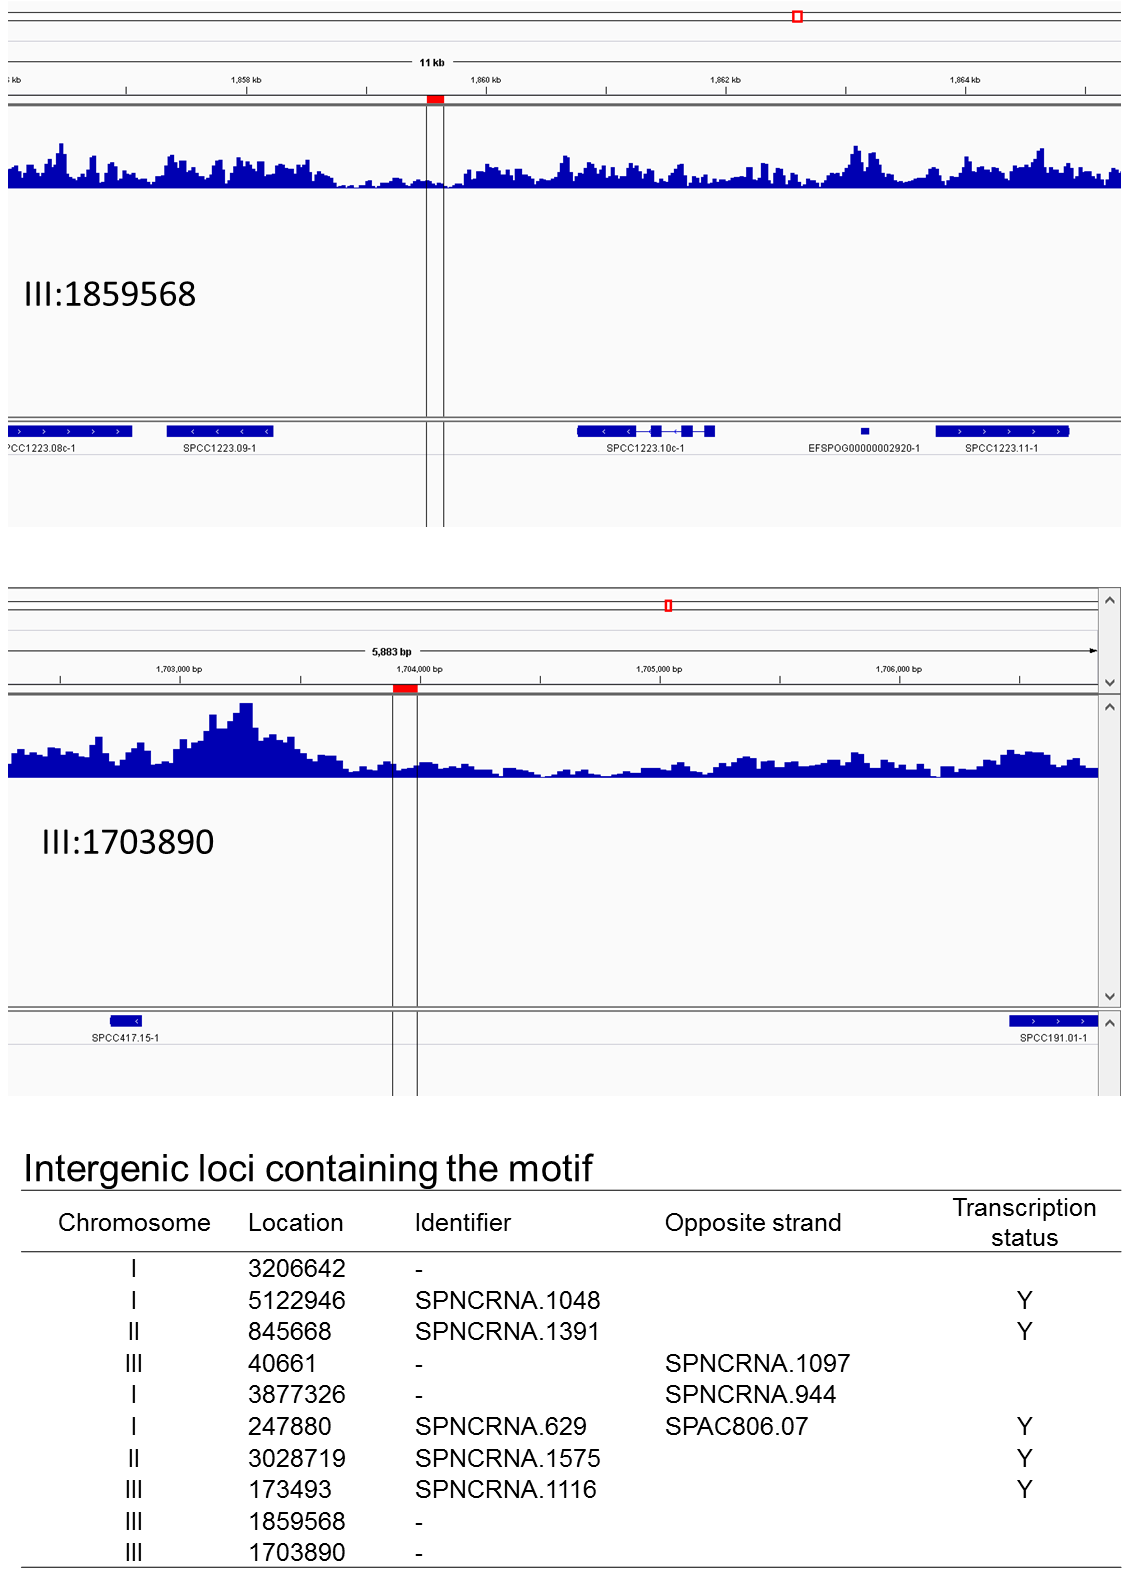 11 kb
kb 1,858 kb 1,860 kb 1,862 kb 1,864 kb
III:1859568
PCC1223.08c-1 SPCC1223.09-1 SPCC1223.10c-1 EFSPOG00000002920-1 SPCC1223.11-1
5,883 bp
1,703,000 bp 1,704,000 bp 1,705,000 bp 1,706,000 bp
III:1703890
SPCC417.15-1 SPCC191.01-1
Intergenic loci containing the motif
Chromosome Location Identifier Opposite strand Transcription status
I 3206642 -
I 5122946 SPNCRNA.1048 Y
II 845668 SPNCRNA.1391 Y
III 40661 - SPNCRNA.1097
I 3877326 - SPNCRNA.944
I 247880 SPNCRNA.629 SPAC806.07 Y
II 3028719 SPNCRNA.1575 Y
III 173493 SPNCRNA.1116 Y
III 1859568 -
III 1703890 -